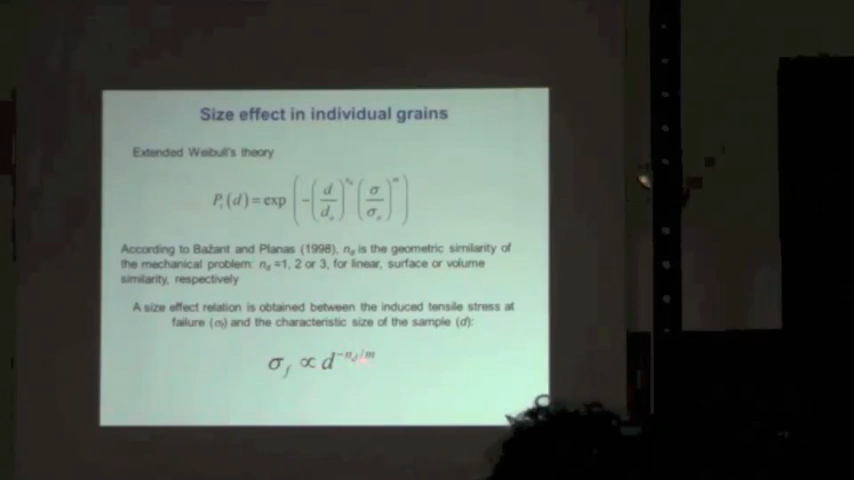 Size effect in individual grains
Extended Weibull's theory
P_s(d) = exp(-(d/d_o)^{n_d}(σ/σ_o)^m)
According to Bažant and Planas (1998), n_d is the geometric similarity of
the mechanical problem: n_d =1, 2 or 3, for linear, surface or volume
similarity, respectively
A size effect relation is obtained between the induced tensile stress at
failure (σ_f) and the characteristic size of the sample (d):
σ_f ∝ d^{-n_d/m}